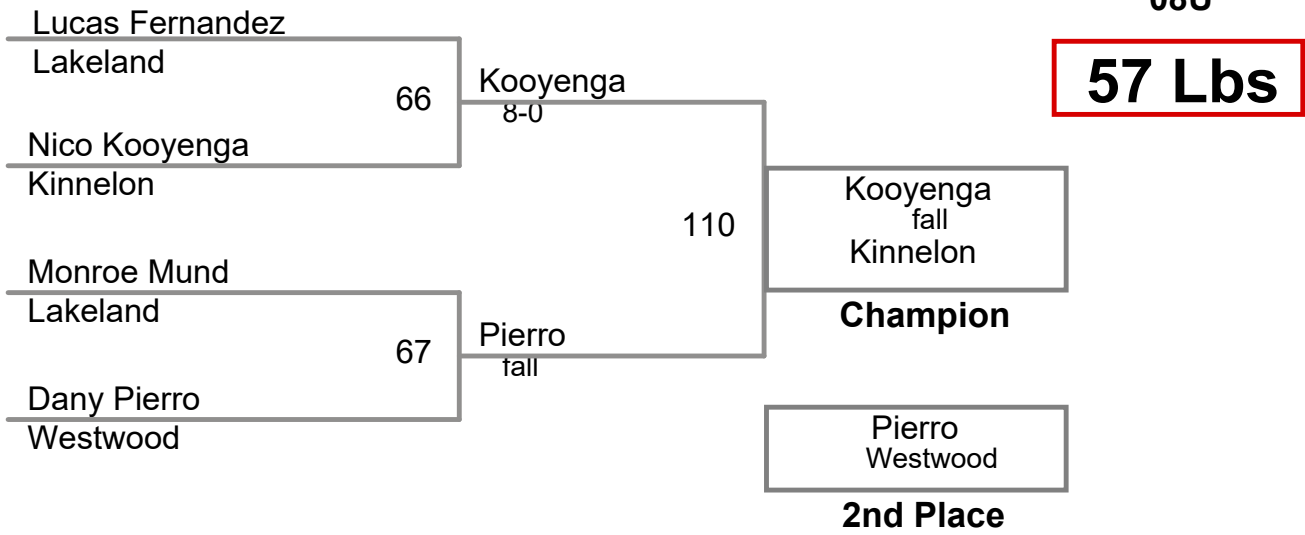 08U
57 Lbs
Lucas Fernandez
Lakeland
66
Nico Kooyenga
Kinnelon
Kooyenga
8-0
Monroe Mund
Lakeland
67
Dany Pierro
Westwood
Pierro
fall
110
Kooyenga
fall
Kinnelon
Champion
Pierro
Westwood
2nd Place